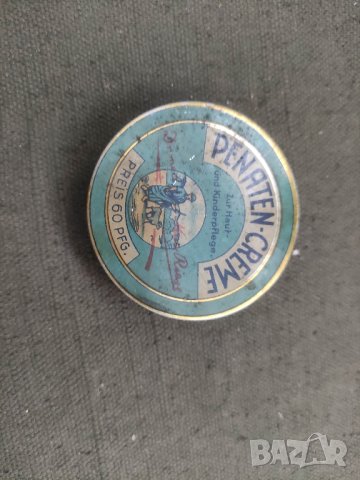 PENATEN-CREME
Zur Haut-
und Kinderpflege
PREIS 60 PFG.
BAZAR